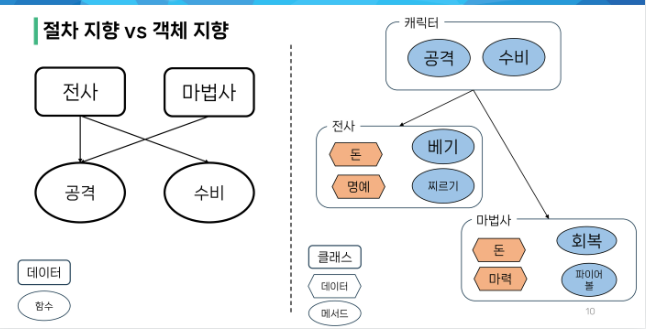 절차 지향 vs 객체 지향
전사
마법사
공격
수비
데이터
함수
캐릭터
공격
수비
전사
돈
베기
명예
찌르기
마법사
돈
회복
마력
파이어
볼
클래스
데이터
메서드
10